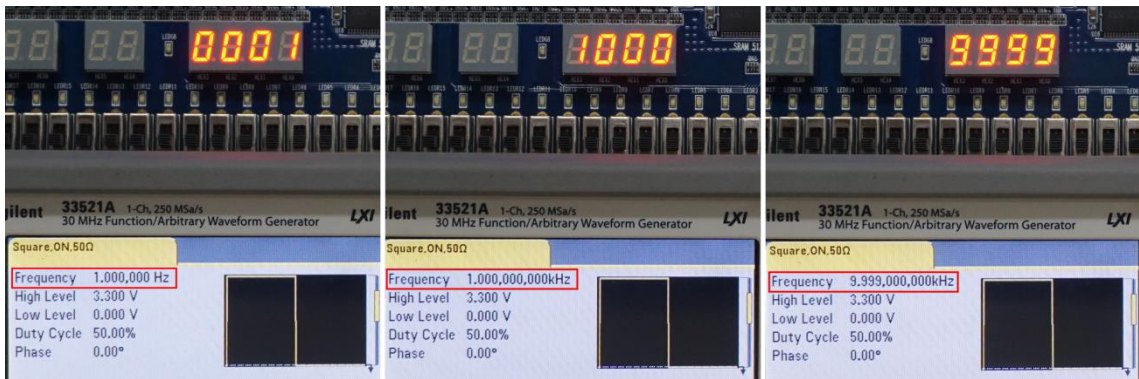 0001
LEDG8
SRAM 51
33521A 1-Ch, 250 MSa/s
30 MHz Function/Arbitrary Waveform Generator
LXI
Square,ON,50Ω
Frequency 1.000,000 Hz
High Level 3.300 V
Low Level 0.000 V
Duty Cycle 50.00%
Phase 0.00°
1000
33521A 1-Ch, 250 MSa/s
30 MHz Function/Arbitrary Waveform Generator
LXI
Square,ON,50Ω
Frequency 1.000,000,000kHz
High Level 3.300 V
Low Level 0.000 V
Duty Cycle 50.00%
Phase 0.00°
9999
33521A 1-Ch, 250 MSa/s
30 MHz Function/Arbitrary Waveform Generator
LXI
Square,ON,50Ω
Frequency 9.999,000,000kHz
High Level 3.300 V
Low Level 0.000 V
Duty Cycle 50.00%
Phase 0.00°